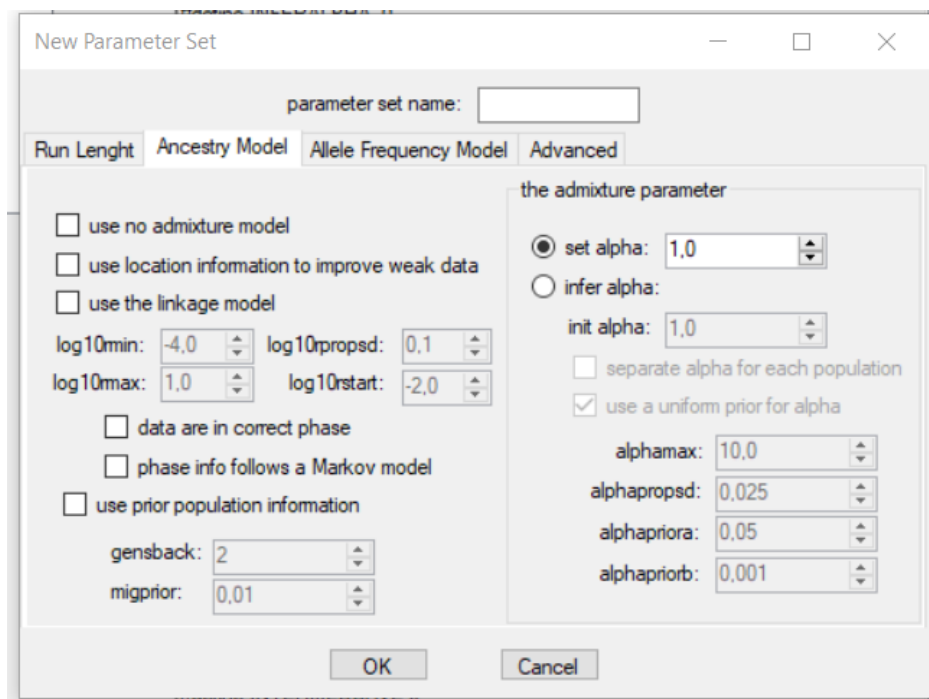 #define INFERALPHA 0
New Parameter Set
parameter set name:
Run Lenght Ancestry Model Allele Frequency Model Advanced
the admixture parameter
use no admixture model
use location information to improve weak data
use the linkage model
log10rmin: -4,0 log10rpropsd: 0,1
log10rmax: 1,0 log10rstart: -2,0
data are in correct phase
phase info follows a Markov model
use prior population information
gensback: 2
migprior: 0,01
set alpha: 1,0
infer alpha:
init alpha: 1,0
separate alpha for each population
use a uniform prior for alpha
alphamax: 10,0
alphapropsd: 0,025
alphapriora: 0,05
alphapriorb: 0,001
OK Cancel